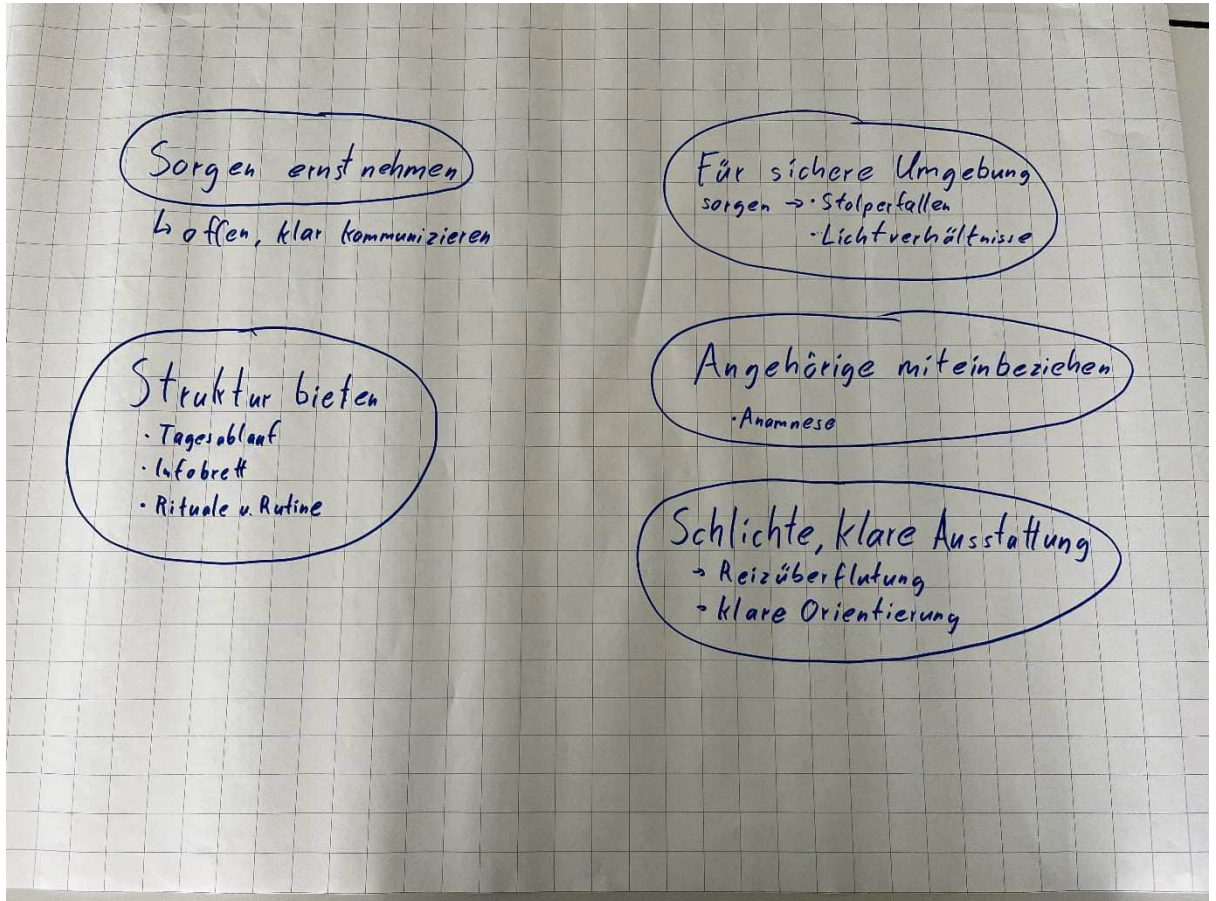 Sorgen ernst nehmen
↳ offen, klar kommunizieren
Struktur bieten
· Tagesablauf
· Infobrett
· Rituale u. Rutine
Für sichere Umgebung
sorgen → · Stolperfallen
· Lichtverhältnisse
Angehörige miteinbeziehen
· Anamnese
Schlichte, klare Ausstattung
→ Reizüberflutung
→ klare Orientierung